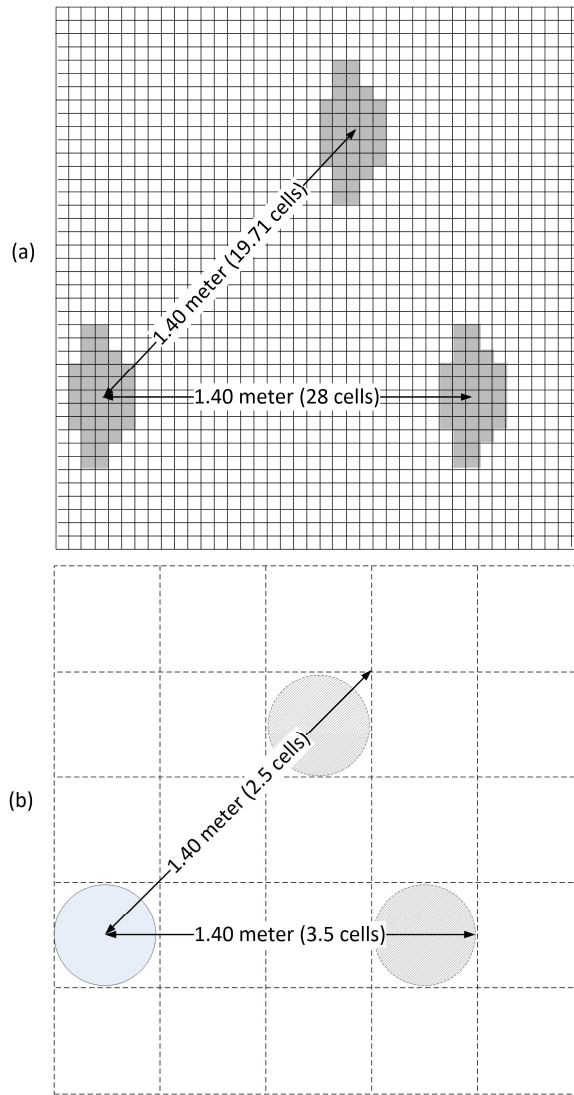 (a)
1.40 meter (19.71 cells)
1.40 meter (28 cells)
(b)
1.40 meter (2.5 cells)
1.40 meter (3.5 cells)